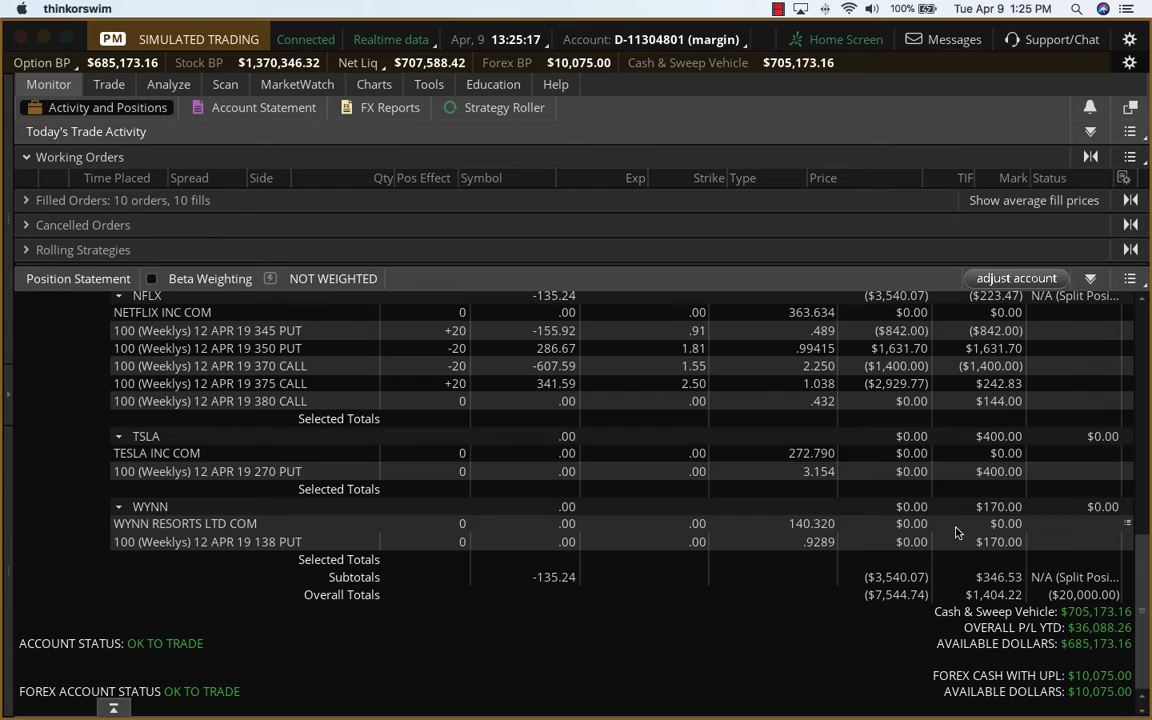 thinkorswim 100% Tue Apr 9 1:25 PM
PM SIMULATED TRADING Connected Realtime data Apr, 9 13:25:17 Account: D-11304801 (margin) Home Screen Messages Support/Chat
Option BP $685,173.16 Stock BP $1,370,346.32 Net Liq $707,588.42 Forex BP $10,075.00 Cash & Sweep Vehicle $705,173.16
Monitor Trade Analyze Scan MarketWatch Charts Tools Education Help
Activity and Positions Account Statement FX Reports Strategy Roller
Today's Trade Activity
Working Orders
Time Placed Spread Side Qty Pos Effect Symbol Exp Strike Type Price TIF Mark Status
Filled Orders: 10 orders, 10 fills Show average fill prices
Cancelled Orders
Rolling Strategies
Position Statement Beta Weighting NOT WEIGHTED adjust account
NFLX -135.24 ($3,540.07) ($223.47) N/A (Split Posi...
NETFLIX INC COM 0 .00 .00 363.634 $0.00 $0.00
100 (Weeklys) 12 APR 19 345 PUT +20 -155.92 .91 .489 ($842.00) ($842.00)
100 (Weeklys) 12 APR 19 350 PUT -20 286.67 1.81 .99415 $1,631.70 $1,631.70
100 (Weeklys) 12 APR 19 370 CALL -20 -607.59 1.55 2.250 ($1,400.00) ($1,400.00)
100 (Weeklys) 12 APR 19 375 CALL +20 341.59 2.50 1.038 ($2,929.77) $242.83
100 (Weeklys) 12 APR 19 380 CALL 0 .00 .00 .432 $0.00 $144.00
Selected Totals
TSLA .00 $0.00 $400.00 $0.00
TESLA INC COM 0 .00 .00 272.790 $0.00 $0.00
100 (Weeklys) 12 APR 19 270 PUT 0 .00 .00 3.154 $0.00 $400.00
Selected Totals
WYNN .00 $0.00 $170.00 $0.00
WYNN RESORTS LTD COM 0 .00 .00 140.320 $0.00 $0.00
100 (Weeklys) 12 APR 19 138 PUT 0 .00 .00 .9289 $0.00 $170.00
Selected Totals
Subtotals -135.24 ($3,540.07) $346.53 N/A (Split Posi...
Overall Totals ($7,544.74) $1,404.22 ($20,000.00)
Cash & Sweep Vehicle: $705,173.16
OVERALL P/L YTD: $36,088.26
ACCOUNT STATUS: OK TO TRADE AVAILABLE DOLLARS: $685,173.16
FOREX CASH WITH UPL: $10,075.00
FOREX ACCOUNT STATUS OK TO TRADE AVAILABLE DOLLARS: $10,075.00